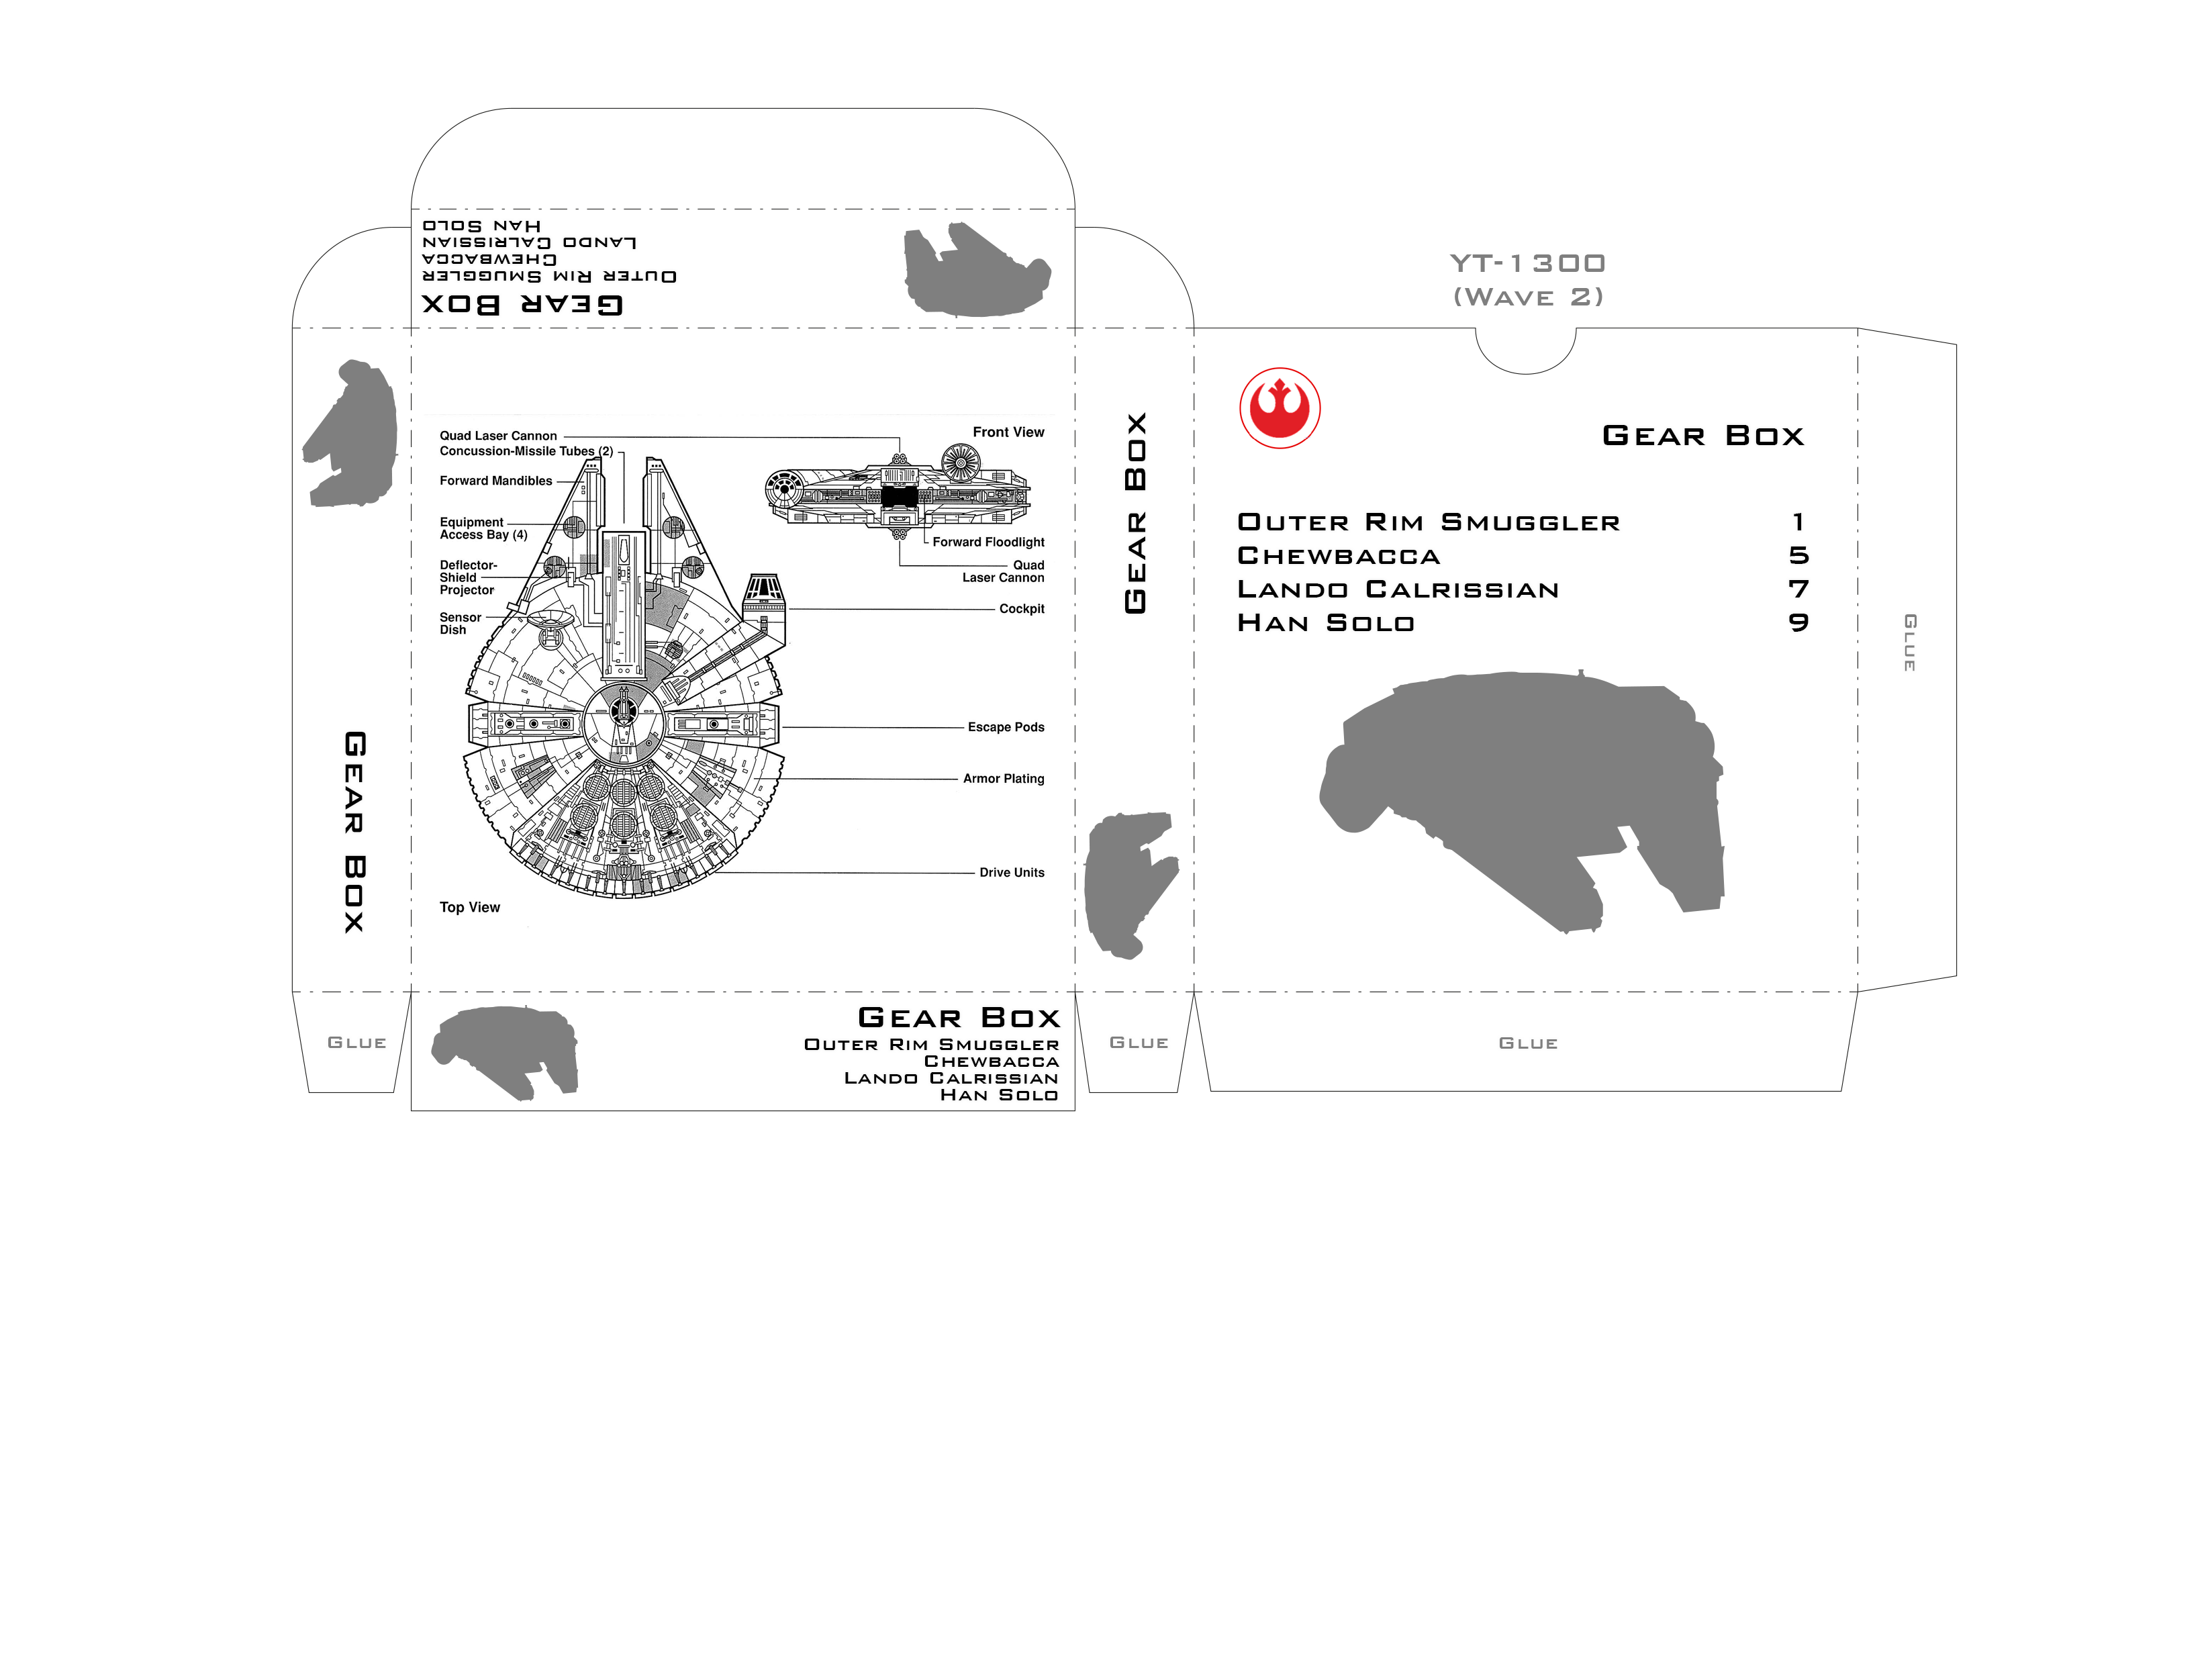 Han Solo
Lando Calrissian
Chewbacca
Outer Rim Smuggler
Gear Box
YT-1300
(Wave 2)
Gear Box
Quad Laser Cannon
Concussion-Missile Tubes (2)
Forward Mandibles
Equipment
Access Bay (4)
Deflector-
Shield
Projector
Sensor
Dish
Top View
Front View
Forward Floodlight
Quad
Laser Cannon
Cockpit
Escape Pods
Armor Plating
Drive Units
Gear Box
Gear Box
Outer Rim Smuggler 1
Chewbacca 5
Lando Calrissian 7
Han Solo 9
Glue
Glue
Gear Box
Outer Rim Smuggler
Chewbacca
Lando Calrissian
Han Solo
Glue
Glue